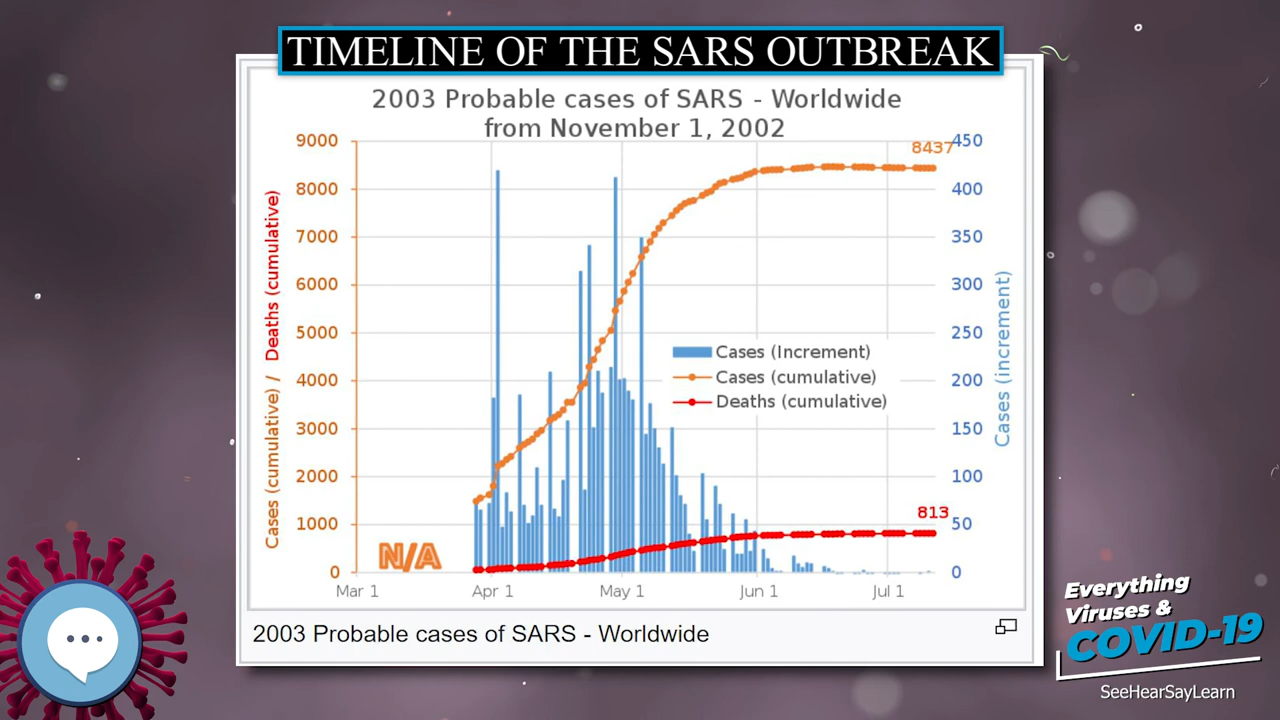 TIMELINE OF THE SARS OUTBREAK
2003 Probable cases of SARS - Worldwide
from November 1, 2002
Cases (cumulative) / Deaths (cumulative)
9000
8000
7000
6000
5000
4000
3000
2000
1000
0
8437
813
N/A
Cases (Increment)
Cases (cumulative)
Deaths (cumulative)
450
400
350
300
250
200
150
100
50
0
Cases (increment)
Mar 1 Apr 1 May 1 Jun 1 Jul 1
2003 Probable cases of SARS - Worldwide
Everything
Viruses &
COVID-19
SeeHearSayLearn